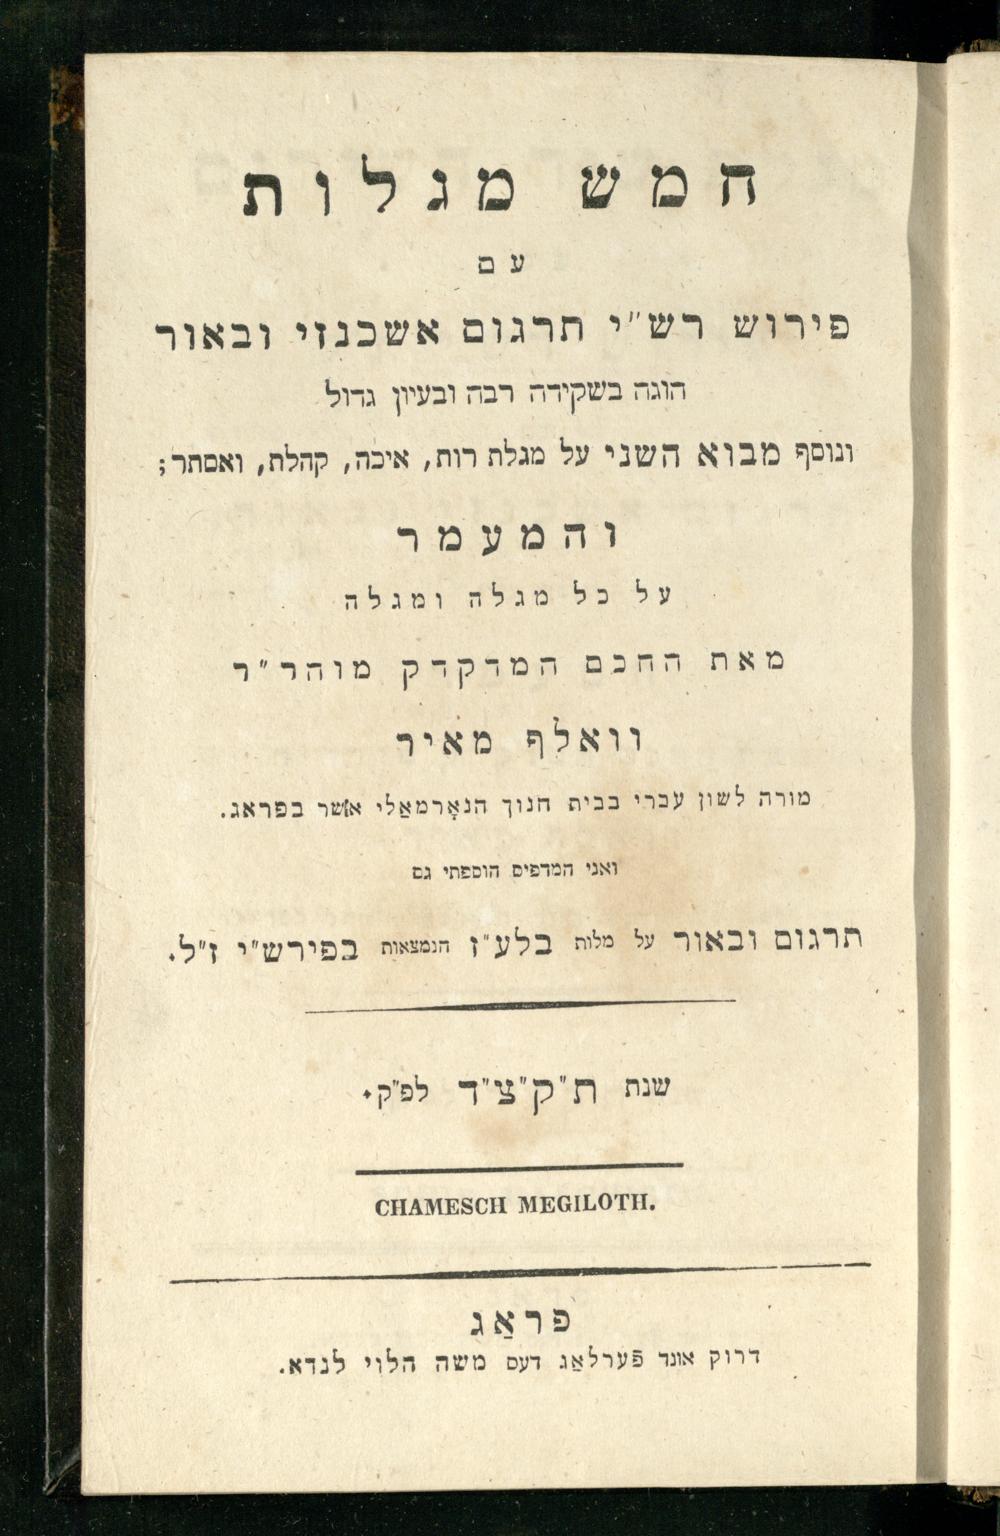 חמש מגלות
עם
פירוש רש"י תרגום אשכנזי ובאור
הוגה בשקידה רבה ובעיון גדול
ונוסף מבוא השני על מגלת רות, איכה, קהלת, ואסתר;
והמעמר
על כל מגלה ומגלה
מאת החכם המדקדק מוהר"ר
וואלף מאיר
מורה לשון עברי בבית חנוך הנאָרמאַלי אשר בפראג.
ואני המדפיס הוספתי גם
תרגום ובאור על מלות בלע"ז הנמצאות בפירש"י ז"ל.
שנת ת"ק"צ"ד לפ"ק.
CHAMESCH MEGILOTH.
פראַג
דרוק אונד פֿערלאַג דעס משה הלוי לנדא.